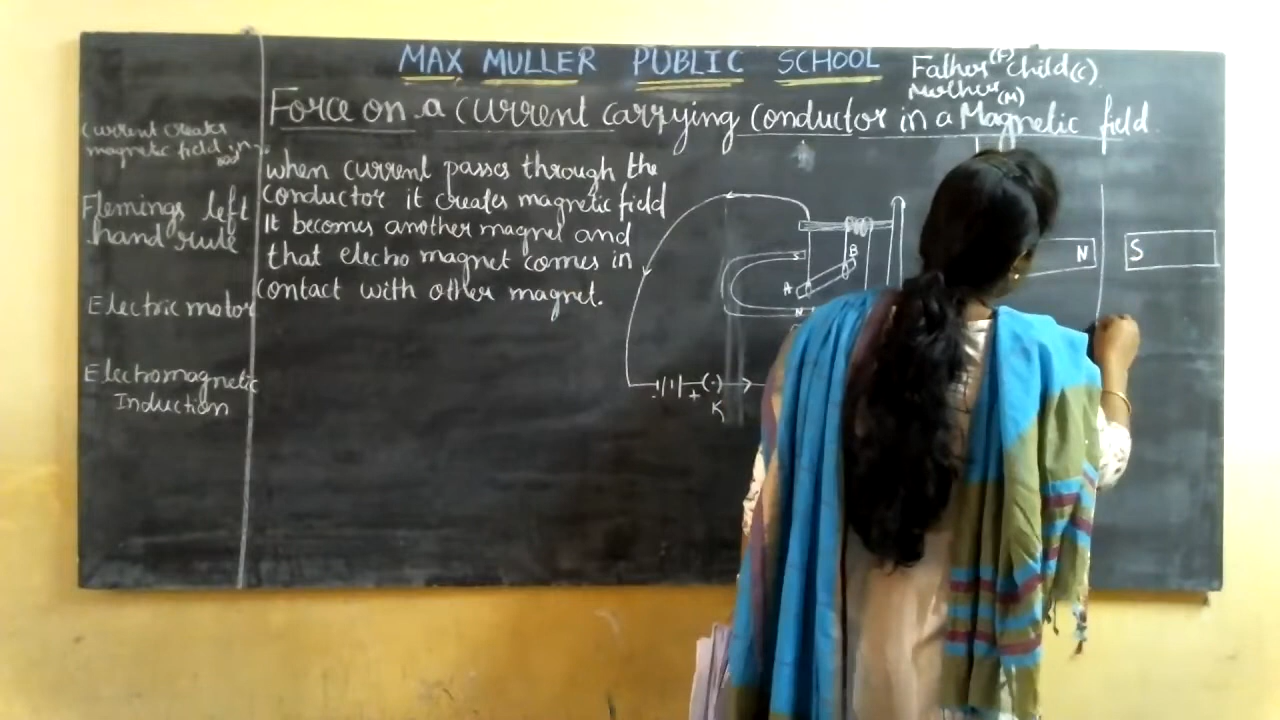 MAX MULLER PUBLIC SCHOOL
Father (F) Child (C)
Mother (M)
Force on a current carrying conductor in a Magnetic field
current creates
magnetic field in
Flemings left
hand rule
Electric motor
Electromagnetic
Induction
when current passes through the
conductor it creates magnetic field
It becomes another magnet and
that electro magnet comes in
contact with other magnet.
S
B
A
N
- +
K
N
S